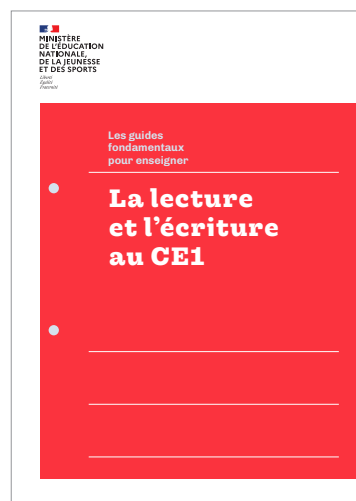 MINISTÈRE
DE L'ÉDUCATION
NATIONALE,
DE LA JEUNESSE
ET DES SPORTS
Liberté
Égalité
Fraternité
Les guides
fondamentaux
pour enseigner
La lecture
et l'écriture
au CE1